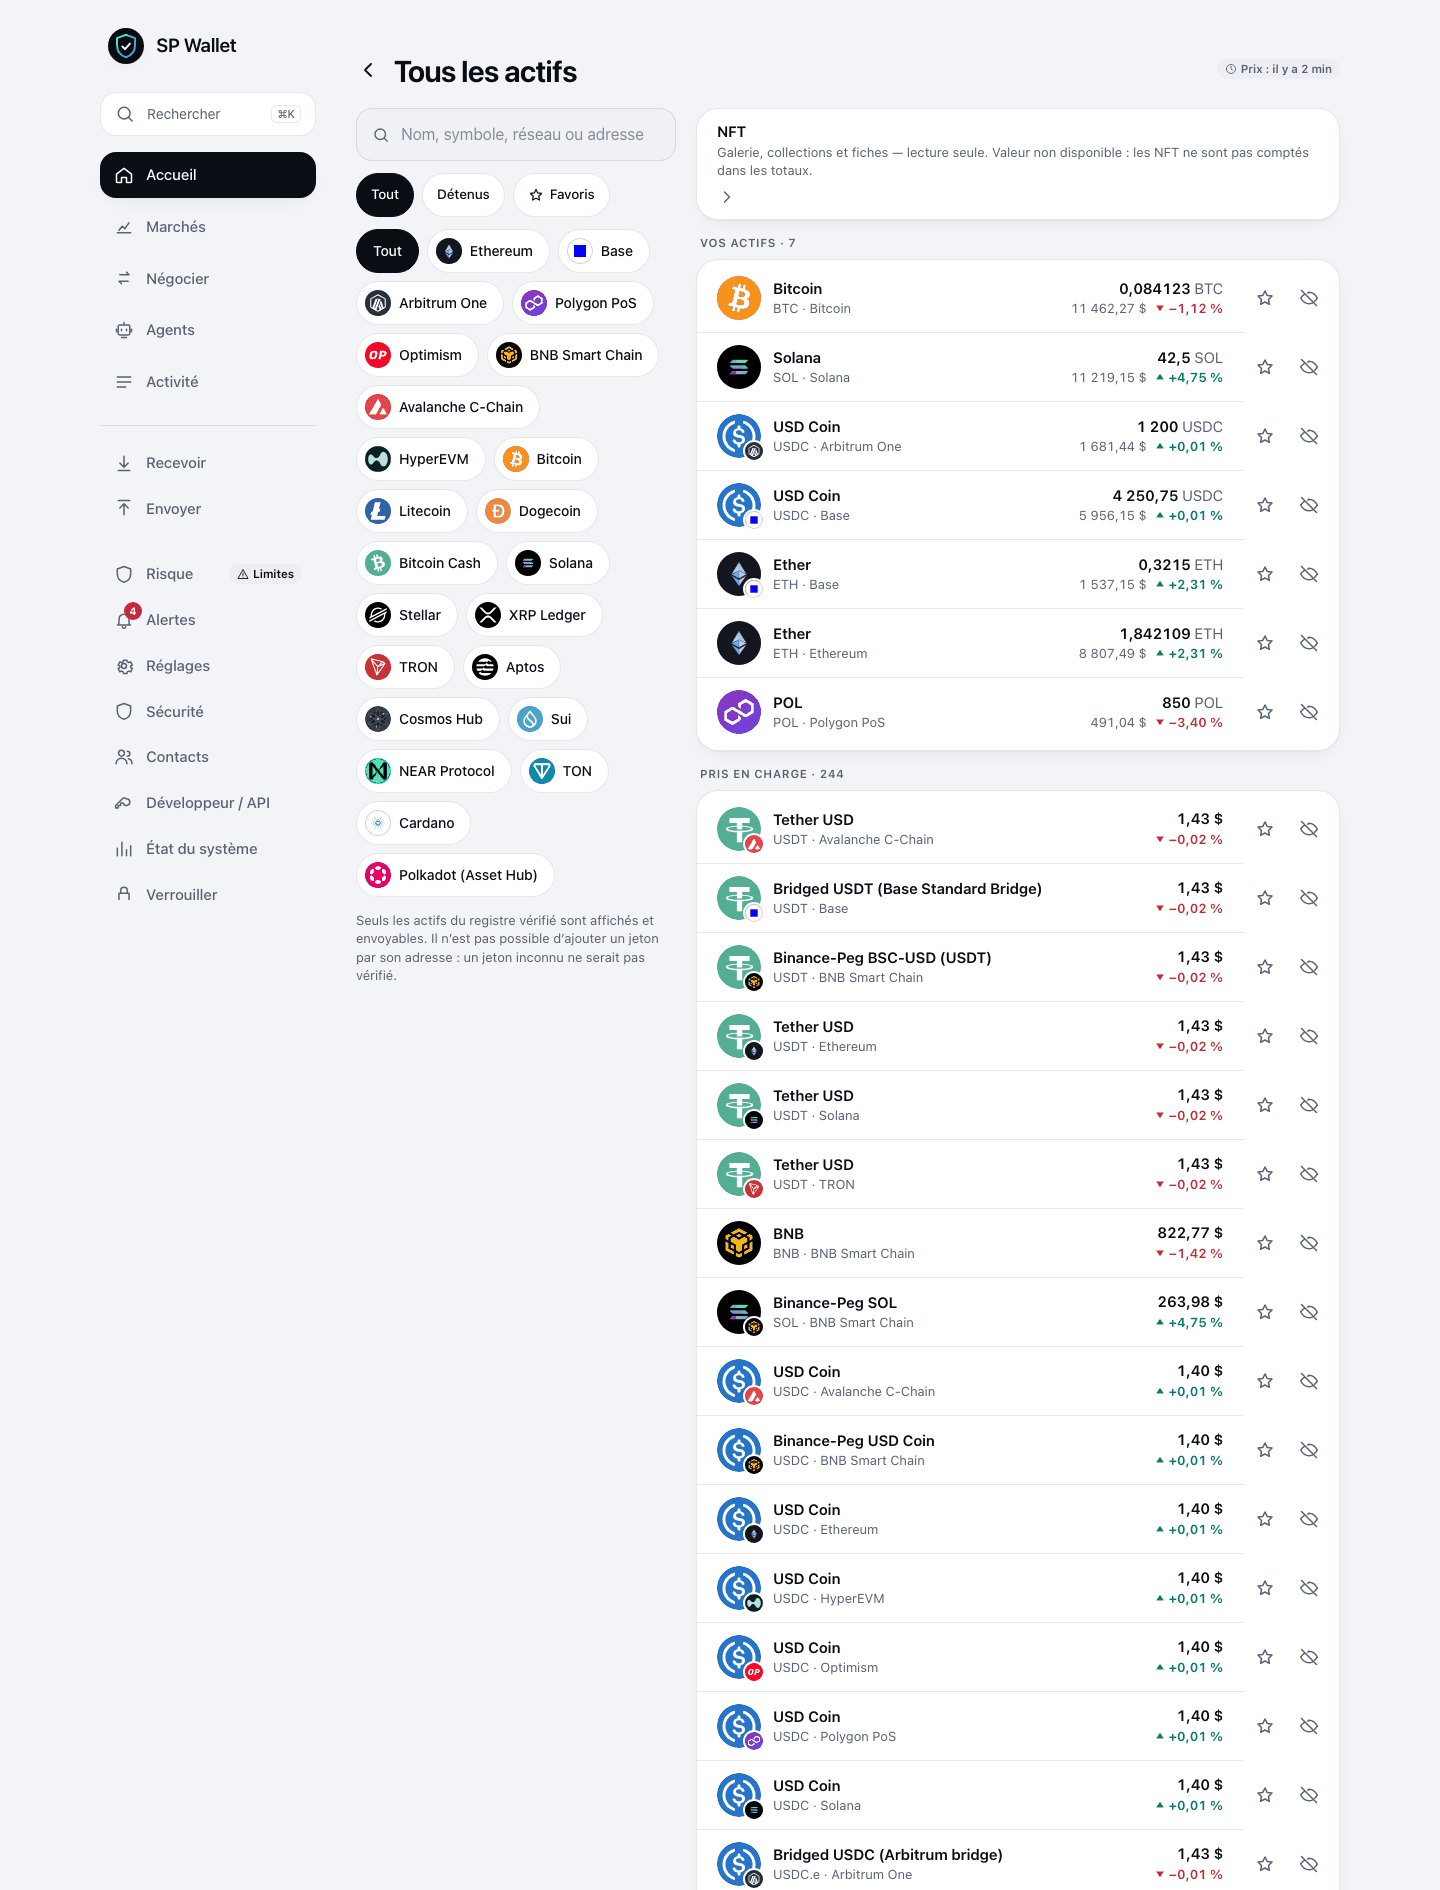 SP Wallet
Rechercher
⌘K
Accueil
Marchés
Négocier
Agents
Activité
Recevoir
Envoyer
Risque
Limites
4
Alertes
Réglages
Sécurité
Contacts
Développeur / API
État du système
Verrouiller
Tous les actifs
Prix : il y a 2 min
Nom, symbole, réseau ou adresse
Tout
Détenus
Favoris
Tout
Ethereum
Base
Arbitrum One
Polygon PoS
OP
Optimism
BNB Smart Chain
Avalanche C-Chain
HyperEVM
Bitcoin
Litecoin
Dogecoin
Bitcoin Cash
Solana
Stellar
XRP Ledger
TRON
Aptos
Cosmos Hub
Sui
NEAR Protocol
TON
Cardano
Polkadot (Asset Hub)
Seuls les actifs du registre vérifié sont affichés et
envoyables. Il n’est pas possible d’ajouter un jeton
par son adresse : un jeton inconnu ne serait pas
vérifié.
NFT
Galerie, collections et fiches — lecture seule. Valeur non disponible : les NFT ne sont pas comptés
dans les totaux.
VOS ACTIFS · 7
Bitcoin 0,084123 BTC
BTC · Bitcoin 11 462,27 $ −1,12 %
Solana 42,5 SOL
SOL · Solana 11 219,15 $ +4,75 %
USD Coin 1 200 USDC
USDC · Arbitrum One 1 681,44 $ +0,01 %
USD Coin 4 250,75 USDC
USDC · Base 5 956,15 $ +0,01 %
Ether 0,3215 ETH
ETH · Base 1 537,15 $ +2,31 %
Ether 1,842109 ETH
ETH · Ethereum 8 807,49 $ +2,31 %
POL 850 POL
POL · Polygon PoS 491,04 $ −3,40 %
PRIS EN CHARGE · 244
Tether USD 1,43 $
USDT · Avalanche C-Chain −0,02 %
Bridged USDT (Base Standard Bridge) 1,43 $
USDT · Base −0,02 %
Binance-Peg BSC-USD (USDT) 1,43 $
USDT · BNB Smart Chain −0,02 %
Tether USD 1,43 $
USDT · Ethereum −0,02 %
Tether USD 1,43 $
USDT · Solana −0,02 %
Tether USD 1,43 $
USDT · TRON −0,02 %
BNB 822,77 $
BNB · BNB Smart Chain −1,42 %
Binance-Peg SOL 263,98 $
SOL · BNB Smart Chain +4,75 %
USD Coin 1,40 $
USDC · Avalanche C-Chain +0,01 %
Binance-Peg USD Coin 1,40 $
USDC · BNB Smart Chain +0,01 %
USD Coin 1,40 $
USDC · Ethereum +0,01 %
USD Coin 1,40 $
USDC · HyperEVM +0,01 %
USD Coin 1,40 $
OP
USDC · Optimism +0,01 %
USD Coin 1,40 $
USDC · Polygon PoS +0,01 %
USD Coin 1,40 $
USDC · Solana +0,01 %
Bridged USDC (Arbitrum bridge) 1,43 $
USDC.e · Arbitrum One −0,01 %